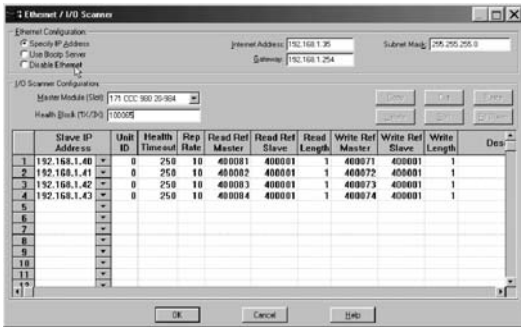 Ethernet / I/O Scanner
Ethernet Configuration
Specify IP Address
Use Bootp Server
Disable Ethernet
Internet Address: 192.168.1.35
Subnet Mask: 255.255.255.0
Gateway: 192.168.1.254
I/O Scanner Configuration
Master Module (Slot): 171 CCC 980 20-984
Health Block (1X/3X): 100065
Copy Cut Paste
Delete Sort
Slave IP Address Unit ID Health Timeout Rep Rate Read Ref Master Read Ref Slave Read Length Write Ref Master Write Ref Slave Write Length Des
1 192.168.1.40 0 250 10 400081 400001 1 400071 400001 1
2 192.168.1.41 0 250 10 400082 400001 1 400072 400001 1
3 192.168.1.42 0 250 10 400083 400001 1 400073 400001 1
4 192.168.1.43 0 250 10 400084 400001 1 400074 400001 1
5
6
7
8
9
10
11
12
OK Cancel Help